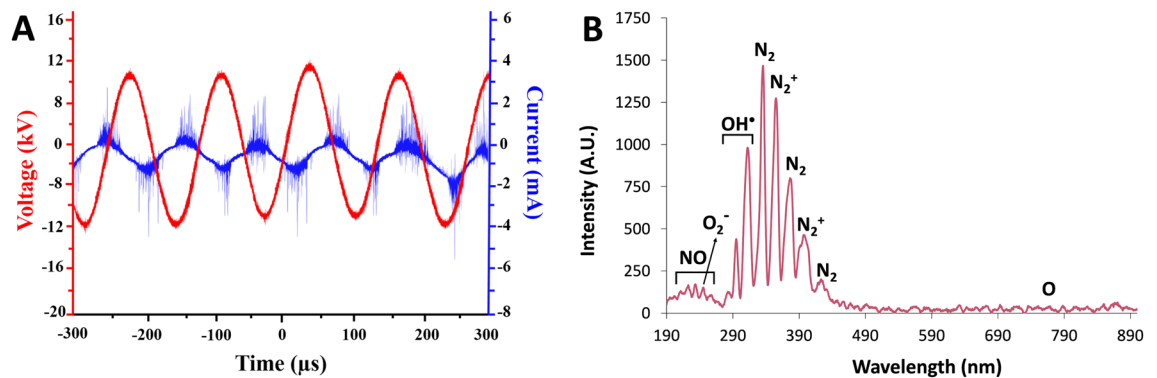 A
16
12
8
0
-8
-12
-16
-20
Voltage (kV)
6
4
2
0
-2
-4
-6
-8
Current (mA)
-300
-200
-100
0
100
200
300
Time (μs)
B
1750
1500
1250
1000
750
500
250
0
Intensity (A.U.)
NO
O₂⁻
OH•
N₂
N₂⁺
N₂
N₂⁺
N₂
O
190
290
390
490
590
690
790
890
Wavelength (nm)